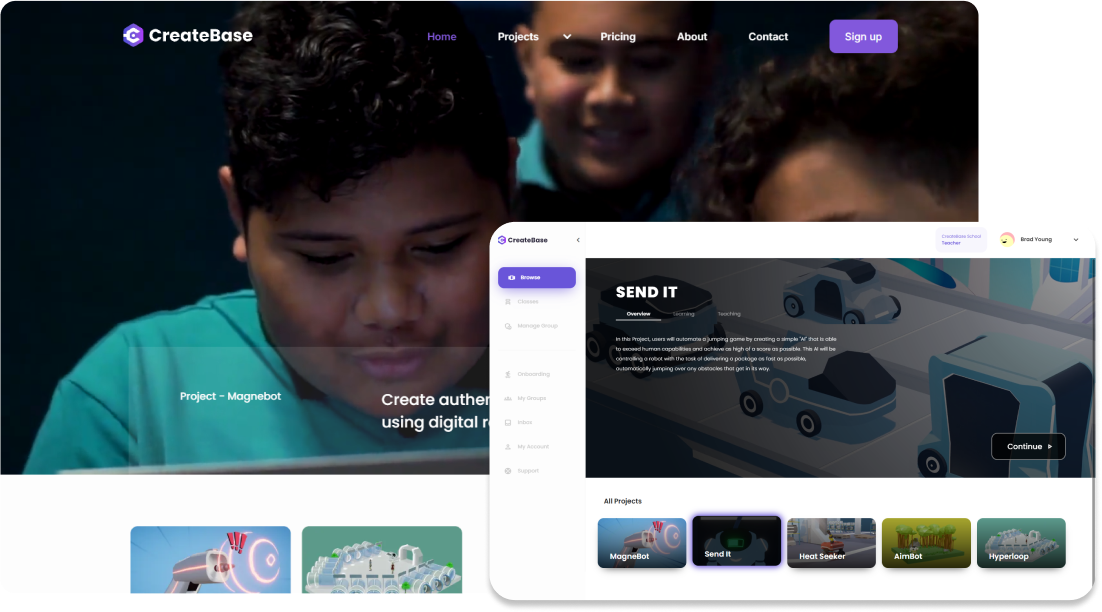 CreateBase
Home
Projects
Pricing
About
Contact
Sign up
Project - Magnebot
Create auther
using digital r
CreateBase
Browse
Classes
Manage Group
Onboarding
My Groups
Inbox
My Account
Support
CreateBase School
Teacher
Brad Young
SEND IT
Overview
Learning
Teaching
In this Project, users will automate a jumping game by creating a simple "AI" that is able
to exceed human capabilities and achieve as high of a score as possible. This AI will be
controlling a robot with the task of delivering a package as fast as possible,
automatically jumping over any obstacles that get in its way.
Continue
All Projects
MagneBot
Send It
Heat Seeker
AimBot
Hyperloop